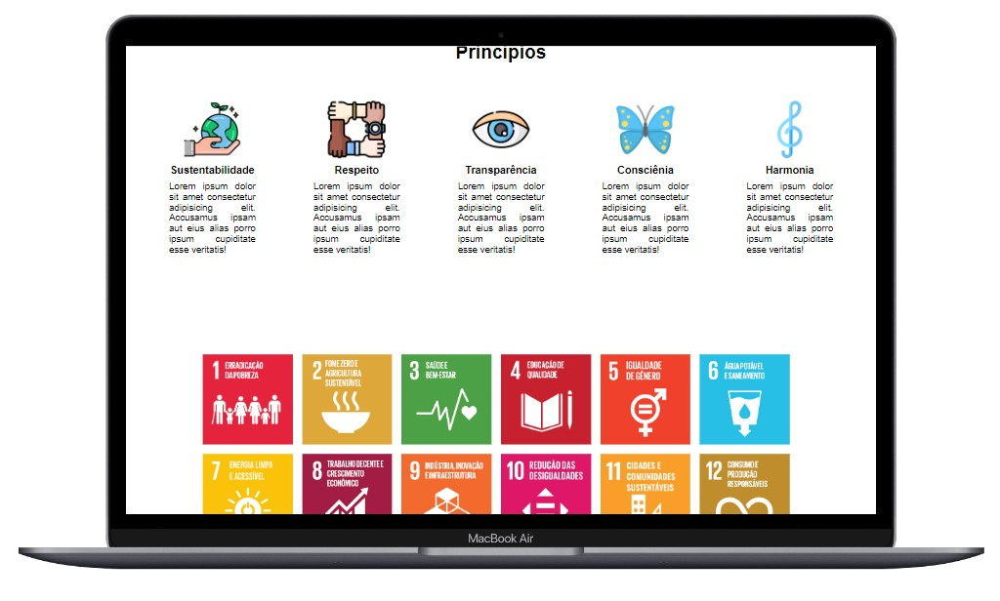 Princípios
Sustentabilidade
Respeito
Transparência
Consciênia
Harmonia
Lorem ipsum dolor
sit amet consectetur
adipisicing elit.
Accusamus ipsam
aut eius alias porro
ipsum cupiditate
esse veritatis!
Lorem ipsum dolor
sit amet consectetur
adipisicing elit.
Accusamus ipsam
aut eius alias porro
ipsum cupiditate
esse veritatis!
Lorem ipsum dolor
sit amet consectetur
adipisicing elit.
Accusamus ipsam
aut eius alias porro
ipsum cupiditate
esse veritatis!
Lorem ipsum dolor
sit amet consectetur
adipisicing elit.
Accusamus ipsam
aut eius alias porro
ipsum cupiditate
esse veritatis!
Lorem ipsum dolor
sit amet consectetur
adipisicing elit.
Accusamus ipsam
aut eius alias porro
ipsum cupiditate
esse veritatis!
1 ERRADICAÇÃO
DA POBREZA
2 FOME ZERO E
AGRICULTURA
SUSTENTÁVEL
3 SAÚDE E
BEM-ESTAR
4 EDUCAÇÃO DE
QUALIDADE
5 IGUALDADE
DE GÊNERO
6 ÁGUA POTÁVEL
E SANEAMENTO
7 ENERGIA LIMPA
E ACESSÍVEL
8 TRABALHO DECENTE E
CRESCIMENTO
ECONÔMICO
9 INDÚSTRIA, INOVAÇÃO
E INFRAESTRUTURA
10 REDUÇÃO DAS
DESIGUALDADES
11 CIDADES E
COMUNIDADES
SUSTENTÁVEIS
12 CONSUMO E
PRODUÇÃO
RESPONSÁVEIS
MacBook Air